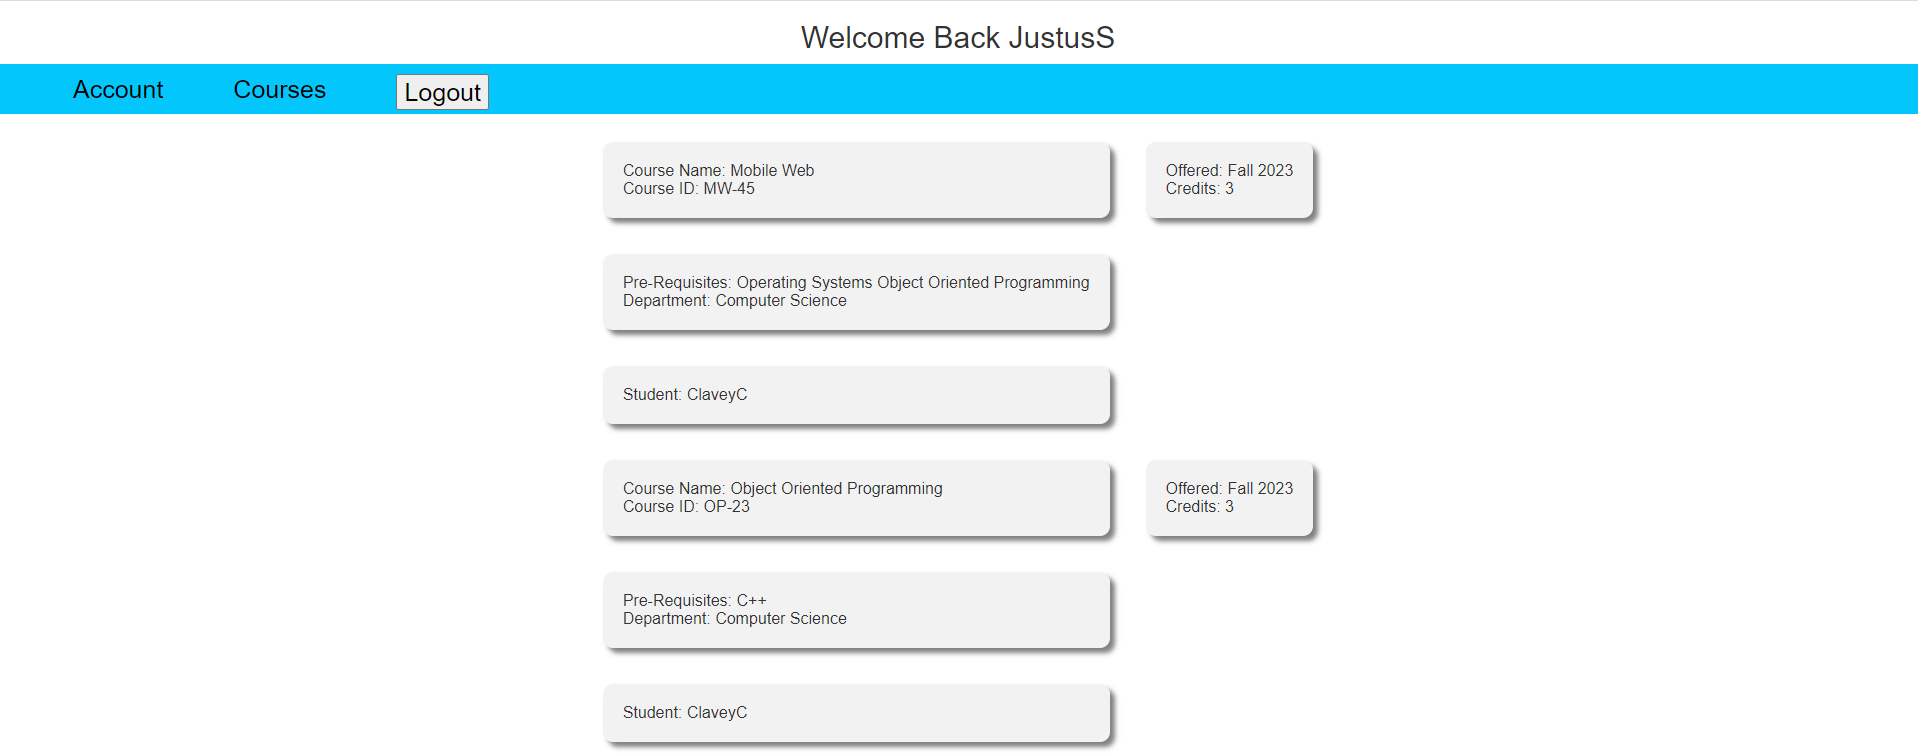 Welcome Back JustusS
Account Courses Logout
Course Name: Mobile Web
Course ID: MW-45
Offered: Fall 2023
Credits: 3
Pre-Requisites: Operating Systems Object Oriented Programming
Department: Computer Science
Student: ClaveyC
Course Name: Object Oriented Programming
Course ID: OP-23
Offered: Fall 2023
Credits: 3
Pre-Requisites: C++
Department: Computer Science
Student: ClaveyC